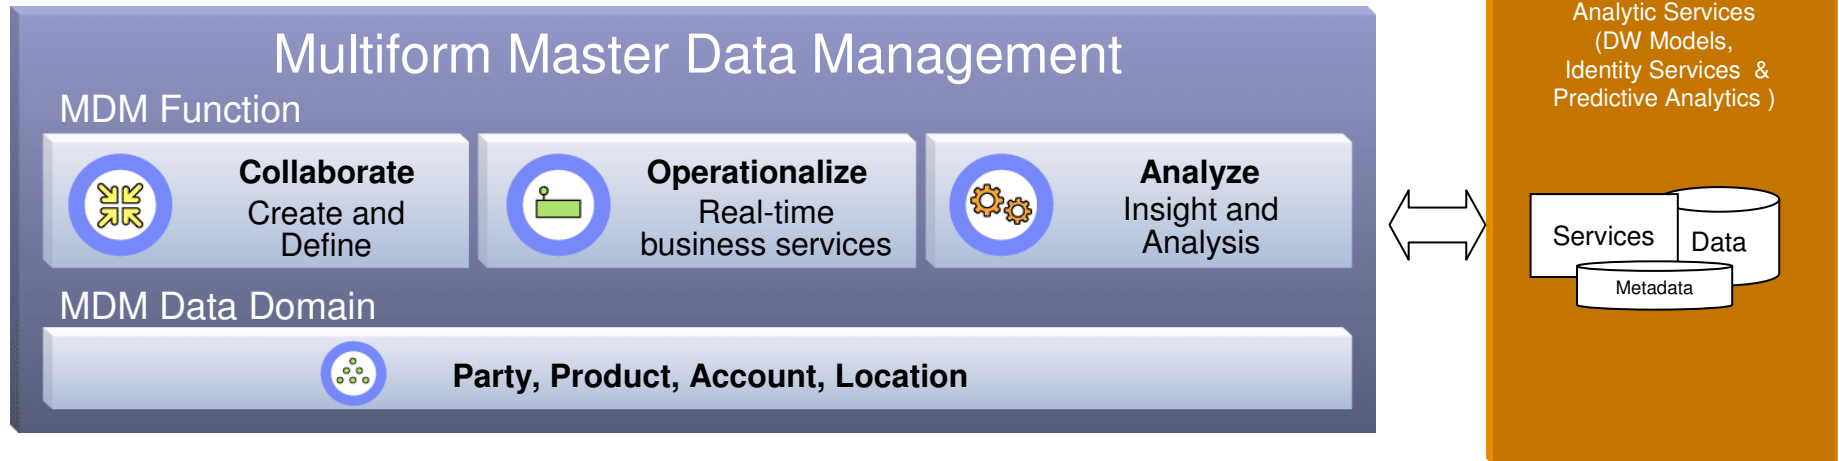 Multiform Master Data Management
MDM Function
Collaborate
Create and
Define
Operationalize
Real-time
business services
Analyze
Insight and
Analysis
MDM Data Domain
Party, Product, Account, Location
Analytic Services
(DW Models,
Identity Services &
Predictive Analytics )
Services
Data
Metadata